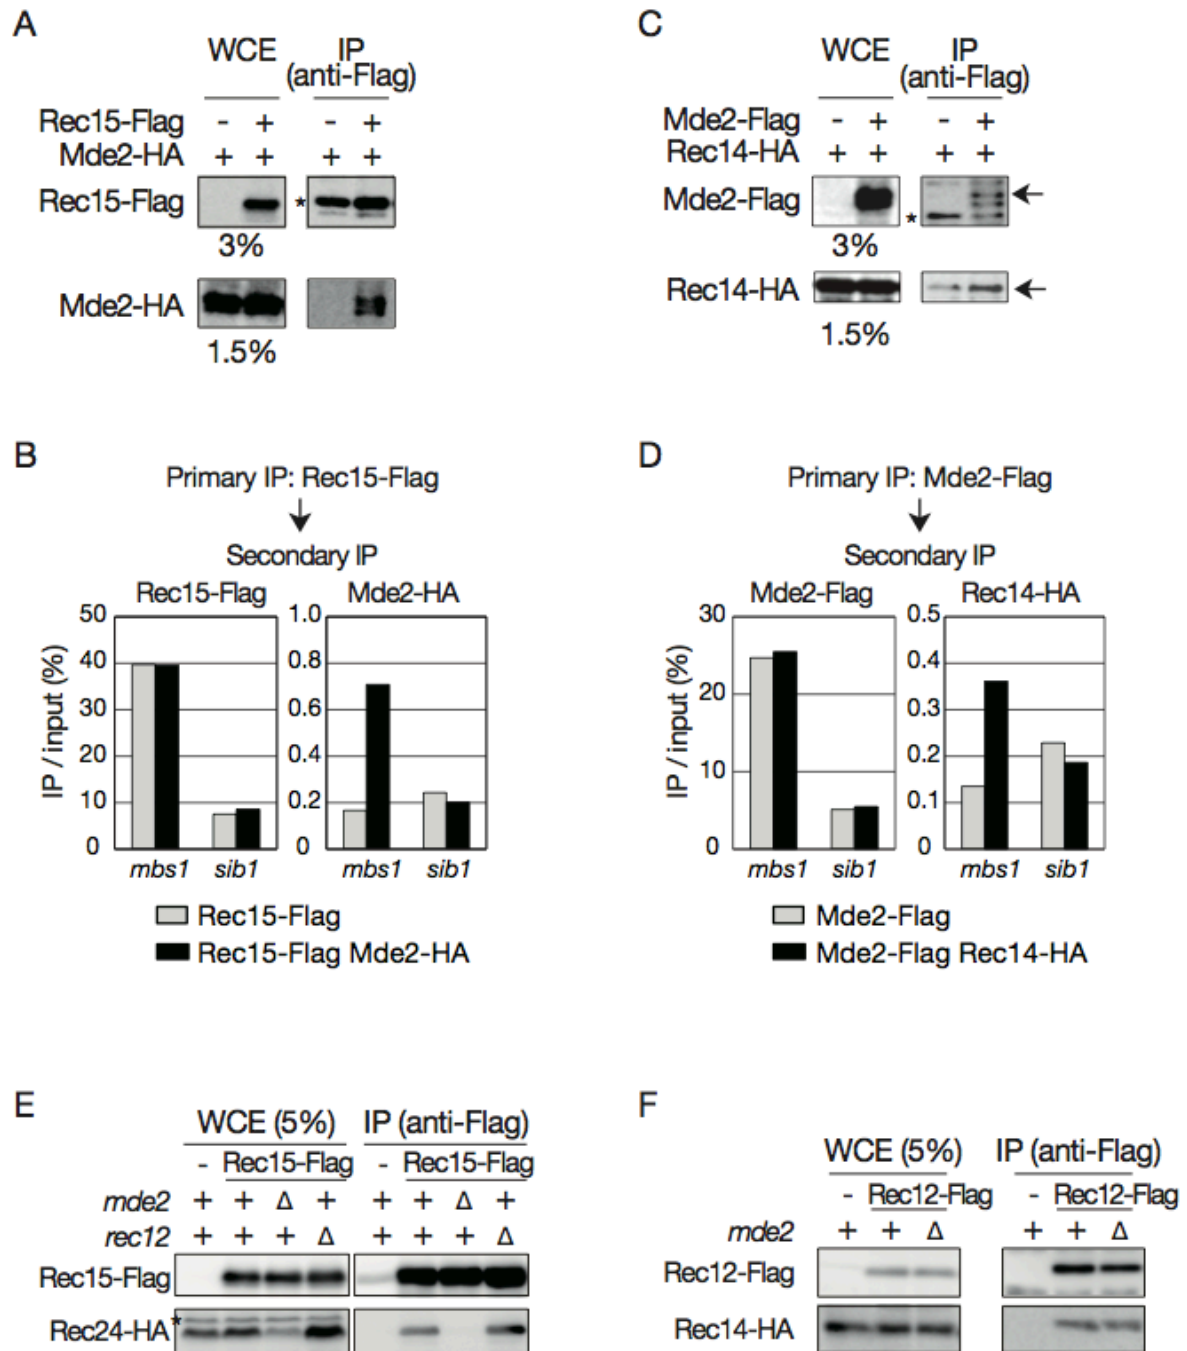 A
WCE IP
(anti-Flag)
Rec15-Flag - + - +
Mde2-HA + + + +
Rec15-Flag *
3%
Mde2-HA
1.5%
C
WCE IP
(anti-Flag)
Mde2-Flag - + - +
Rec14-HA + + + +
Mde2-Flag *
3%
Rec14-HA
1.5%
B
Primary IP: Rec15-Flag
Secondary IP
Rec15-Flag Mde2-HA
50 1.0
40 0.8
30 0.6
20 0.4
10 0.2
0 0
IP / input (%)
mbs1 sib1 mbs1 sib1
Rec15-Flag
Rec15-Flag Mde2-HA
D
Primary IP: Mde2-Flag
Secondary IP
Mde2-Flag Rec14-HA
30 0.5
0.4
20 0.3
10 0.2
0.1
0 0
IP / input (%)
mbs1 sib1 mbs1 sib1
Mde2-Flag
Mde2-Flag Rec14-HA
E
WCE (5%) IP (anti-Flag)
- Rec15-Flag - Rec15-Flag
mde2 + + Δ + + + Δ +
rec12 + + + Δ + + + Δ
Rec15-Flag
Rec24-HA *
F
WCE (5%) IP (anti-Flag)
- Rec12-Flag - Rec12-Flag
mde2 + + Δ + + Δ
Rec12-Flag
Rec14-HA